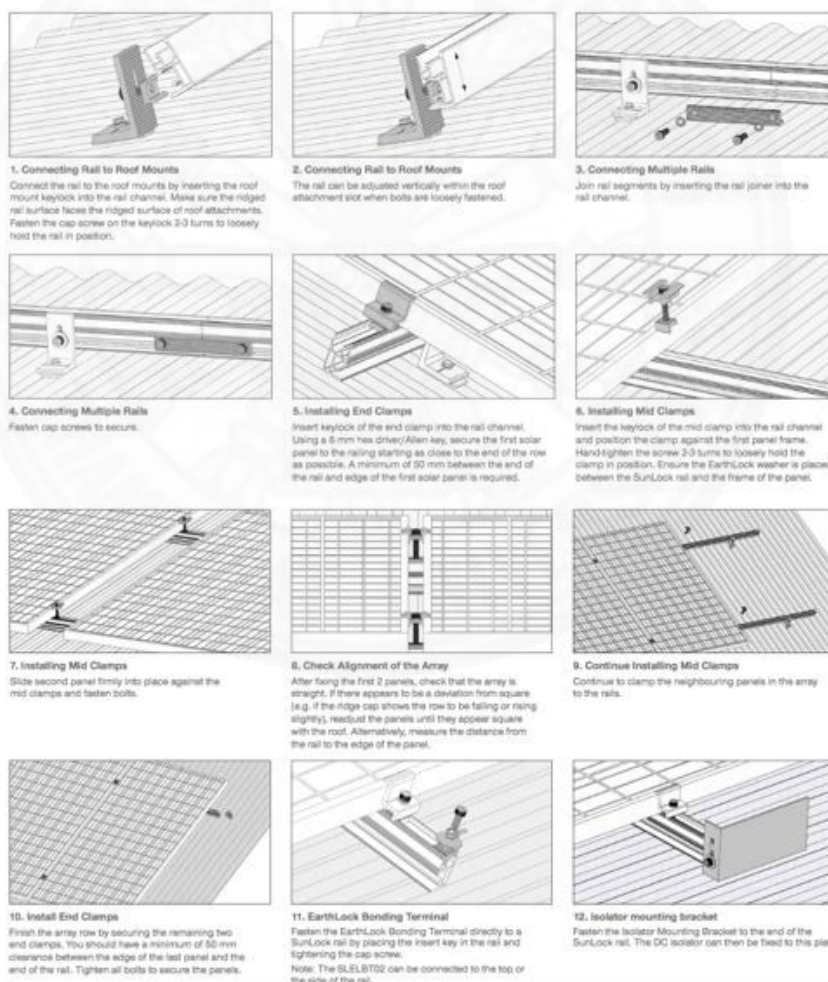 1. Connecting Rail to Roof Mounts
Connect the rail to the roof mounts by inserting the roof
mount keylock into the rail channel. Make sure the ridged
rail surface faces the ridged surface of roof attachments.
Fasten the cap screw on the keylock 2-3 turns to loosely
hold the rail in position.
2. Connecting Rail to Roof Mounts
The rail can be adjusted vertically within the roof
attachment slot when bolts are loosely fastened.
3. Connecting Multiple Rails
Join rail segments by inserting the rail joiner into the
rail channel.
4. Connecting Multiple Rails
Fasten cap screws to secure.
5. Installing End Clamps
Insert keylock of the end clamp into the rail channel.
Using a 6 mm hex driver/Allen key, secure the first solar
panel to the railing starting as close to the end of the row
as possible. A minimum of 50 mm between the end of
the rail and edge of the first solar panel is required.
6. Installing Mid Clamps
Insert the keylock of the mid clamp into the rail channel
and position the clamp against the first panel frame.
Hand-tighten the screw 2-3 turns to loosely hold the
clamp in position. Ensure the EarthLock washer is place
between the SunLock rail and the frame of the panel.
7. Installing Mid Clamps
Slide second panel firmly into place against the
mid clamps and fasten bolts.
8. Check Alignment of the Array
After fixing the first 2 panels, check that the array is
straight. If there appears to be a deviation from square
(e.g. if the ridge cap shows the row to be falling or rising
slightly), readjust the panels until they appear square
with the roof. Alternatively, measure the distance from
the rail to the edge of the panel.
9. Continue Installing Mid Clamps
Continue to clamp the neighbouring panels in the array
to the rails.
10. Install End Clamps
Finish the array row by securing the remaining two
end clamps. You should have a minimum of 50 mm
clearance between the edge of the last panel and the
end of the rail. Tighten all bolts to secure the panels.
11. EarthLock Bonding Terminal
Fasten the EarthLock Bonding Terminal directly to a
SunLock rail by placing the insert key in the rail and
tightening the cap screw.
Note: The SLELBT02 can be connected to the top or
the side of the rail.
12. Isolator mounting bracket
Fasten the Isolator Mounting Bracket to the end of the
SunLock rail. The DC isolator can then be fixed to this pla